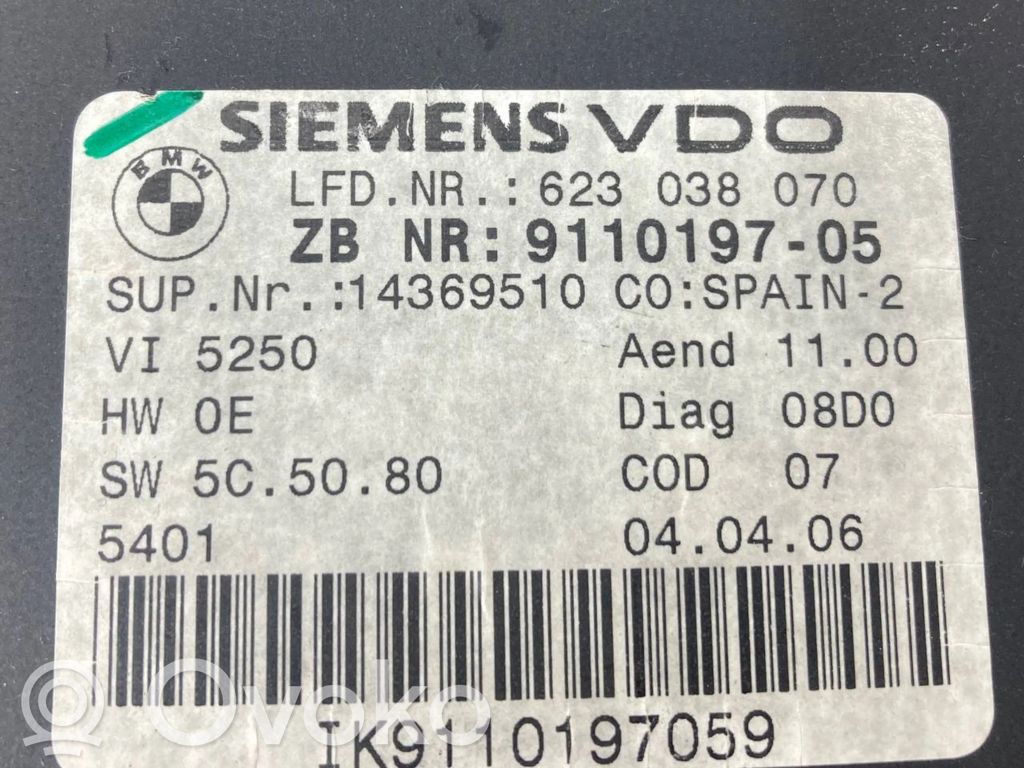 SIEMENS VDO
BMW
LFD.NR.: 623 038 070
ZB NR: 9110197-05
SUP.Nr.:14369510 CO:SPAIN-2
VI 5250 Aend 11.00
HW 0E Diag 08D0
SW 5C.50.80 COD 07
5401 04.04.06
IK9110197059
Ovoko
Ovoko